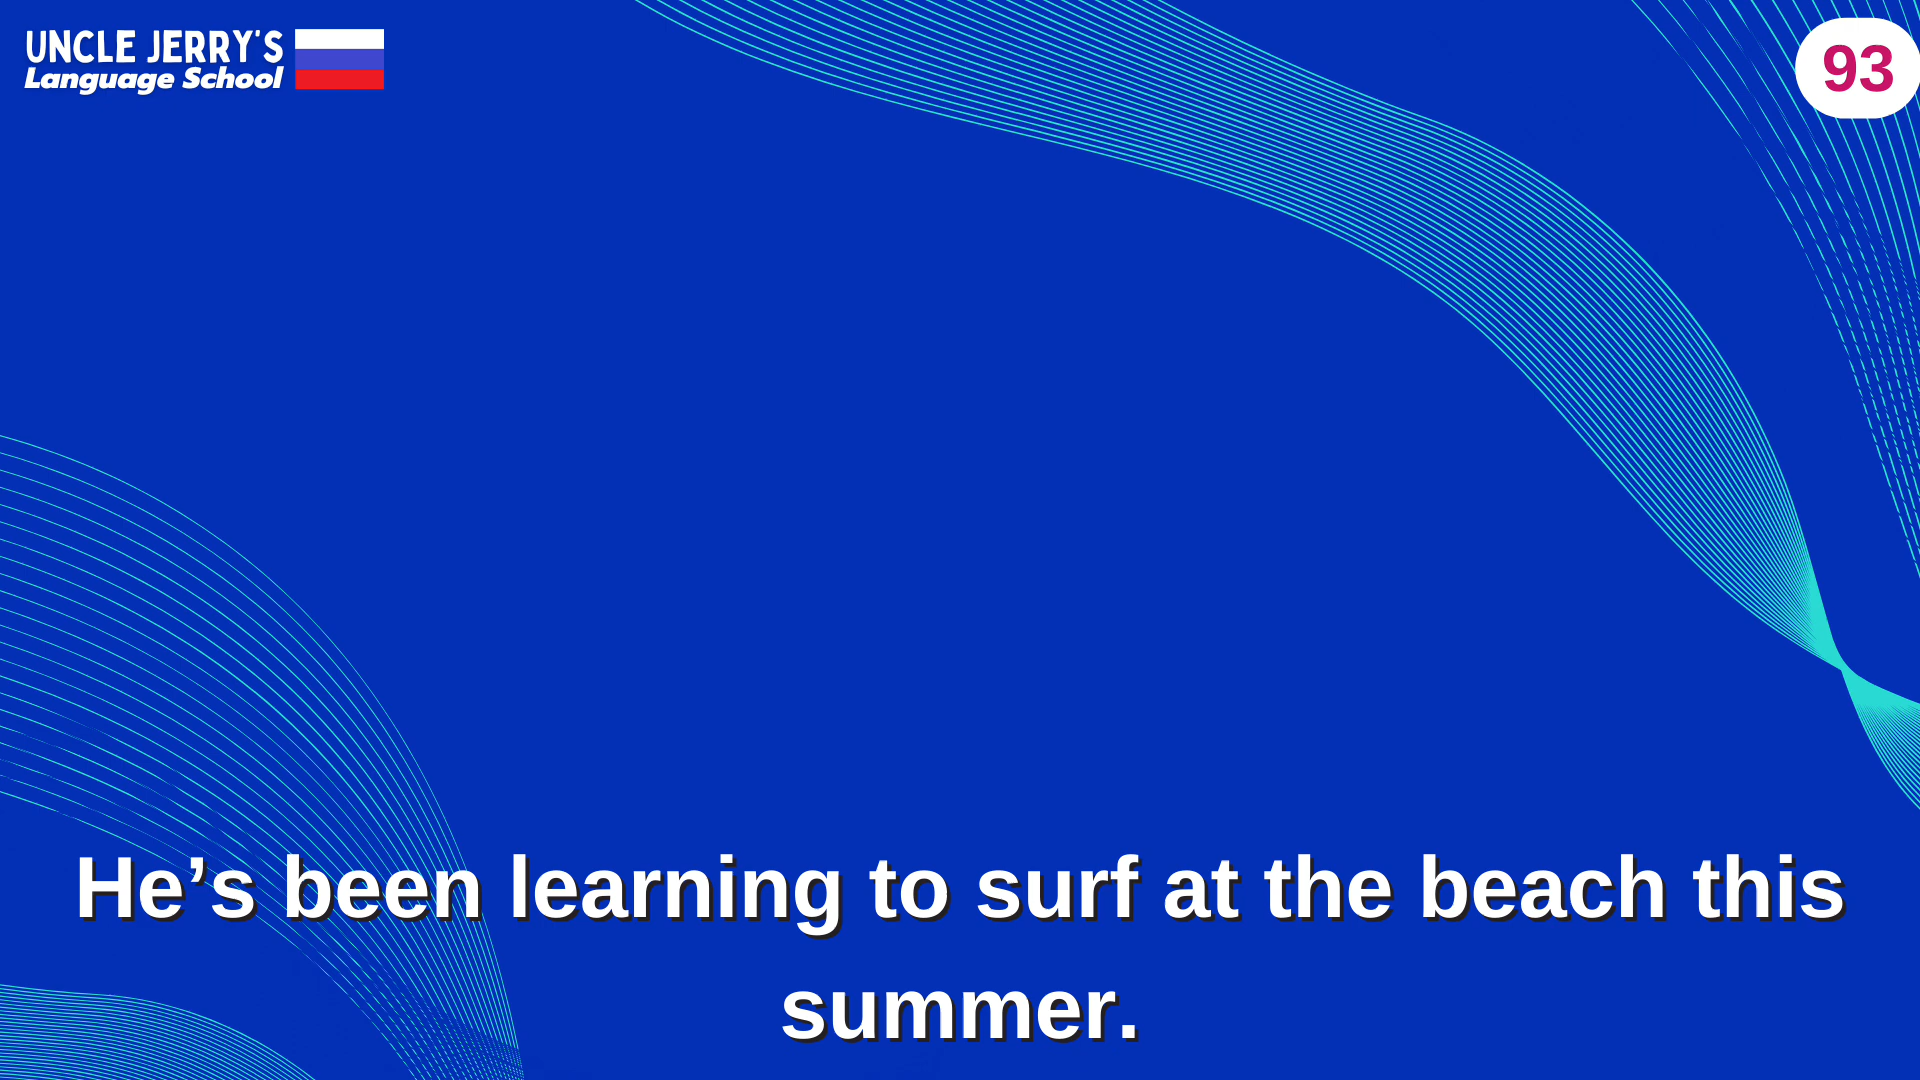 UNCLE JERRY'S
Language School
93
He’s been learning to surf at the beach this
summer.